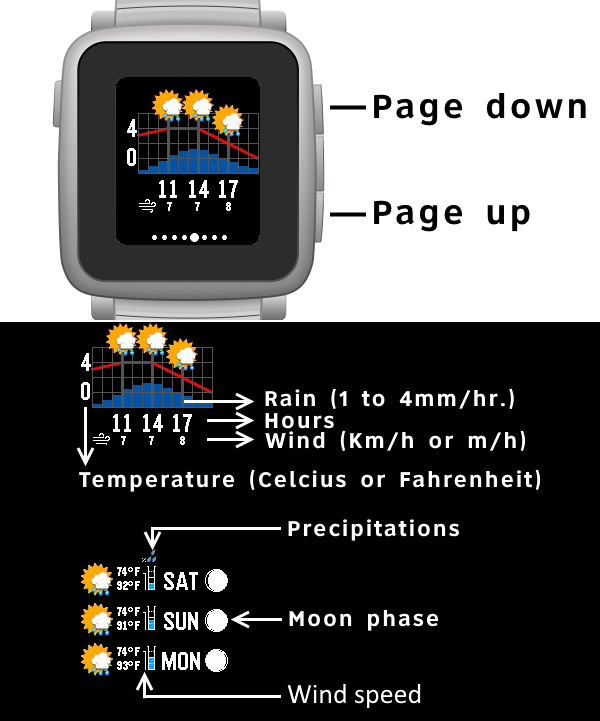 Page down
4
0
11 14 17
7 7 8
Page up
4
0
Rain (1 to 4mm/hr.)
11 14 17
Hours
7 7 8
Wind (Km/h or m/h)
Temperature (Celcius or Fahrenheit)
Precipitations
74°F
92°F
SAT
74°F
91°F
SUN
Moon phase
74°F
93°F
MON
Wind speed